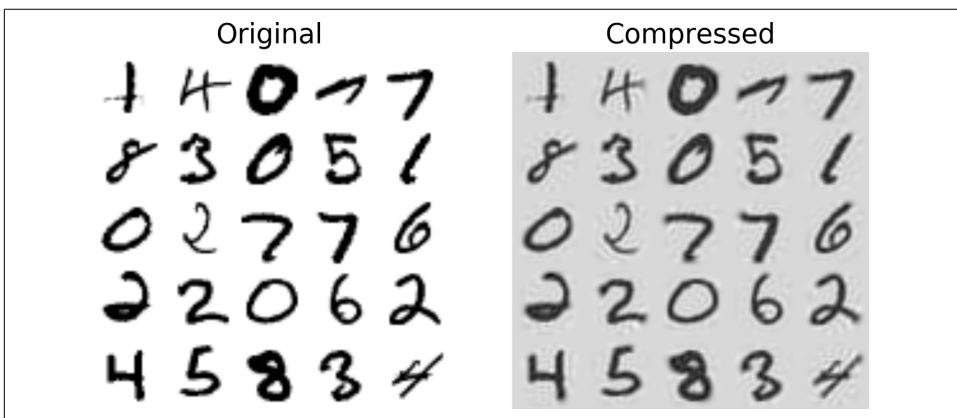 Original Compressed
1 4 0 7 7 1 4 0 7 7
8 3 0 5 1 8 3 0 5 1
0 2 7 7 6 0 2 7 7 6
2 2 0 6 2 2 2 0 6 2
4 5 8 3 4 4 5 8 3 4